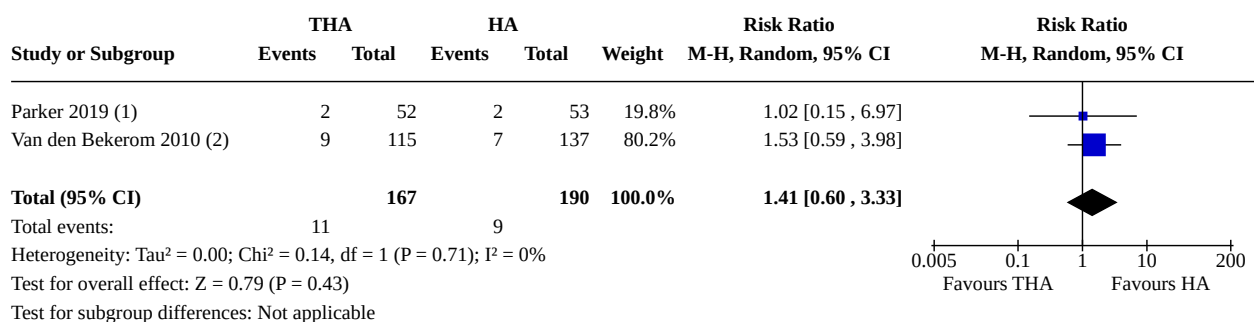 THA HA Risk Ratio Risk Ratio
Study or Subgroup Events Total Events Total Weight M-H, Random, 95% CI M-H, Random, 95% CI
Parker 2019 (1) 2 52 2 53 19.8% 1.02 [0.15 , 6.97]
Van den Bekerom 2010 (2) 9 115 7 137 80.2% 1.53 [0.59 , 3.98]
Total (95% CI) 167 190 100.0% 1.41 [0.60 , 3.33]
Total events: 11 9
Heterogeneity: Tau² = 0.00; Chi² = 0.14, df = 1 (P = 0.71); I² = 0%
0.005 0.1 1 10 200
Test for overall effect: Z = 0.79 (P = 0.43) Favours THA Favours HA
Test for subgroup differences: Not applicable